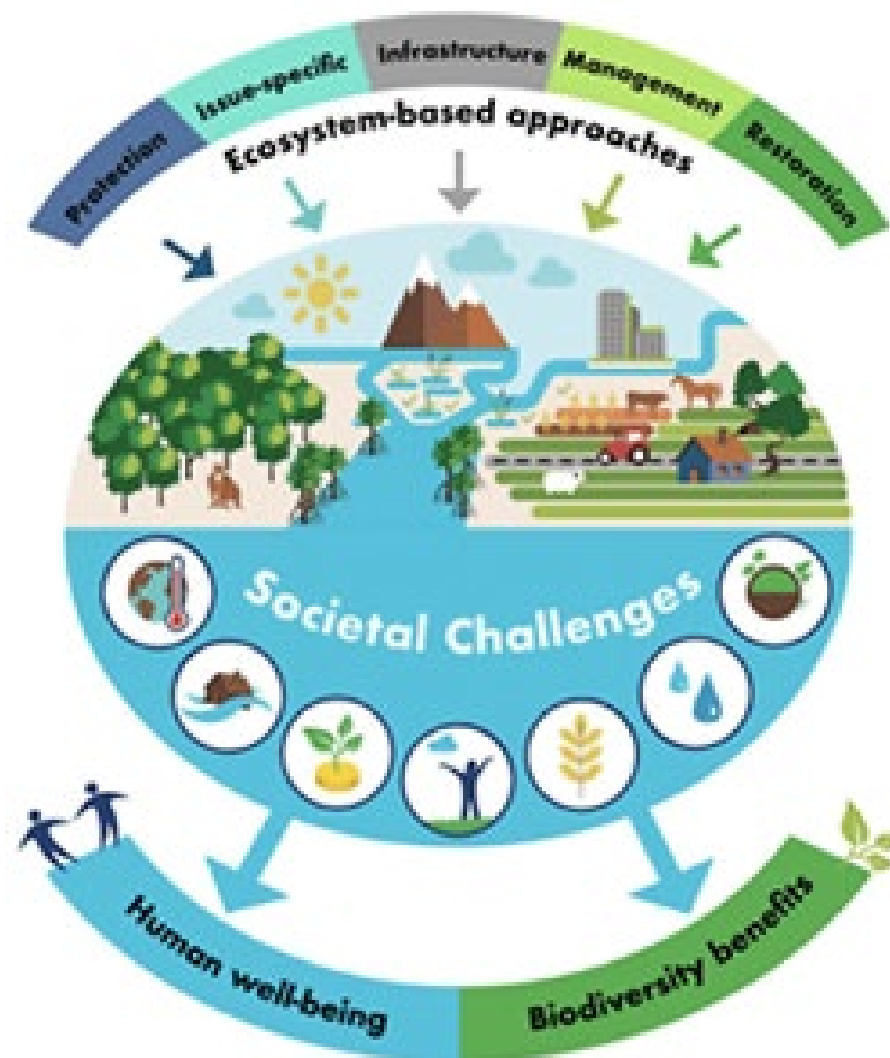 Protection
Issue-specific
Infrastructure
Management
Restoration
Ecosystem-based approaches
Societal Challenges
Human well-being
Biodiversity benefits